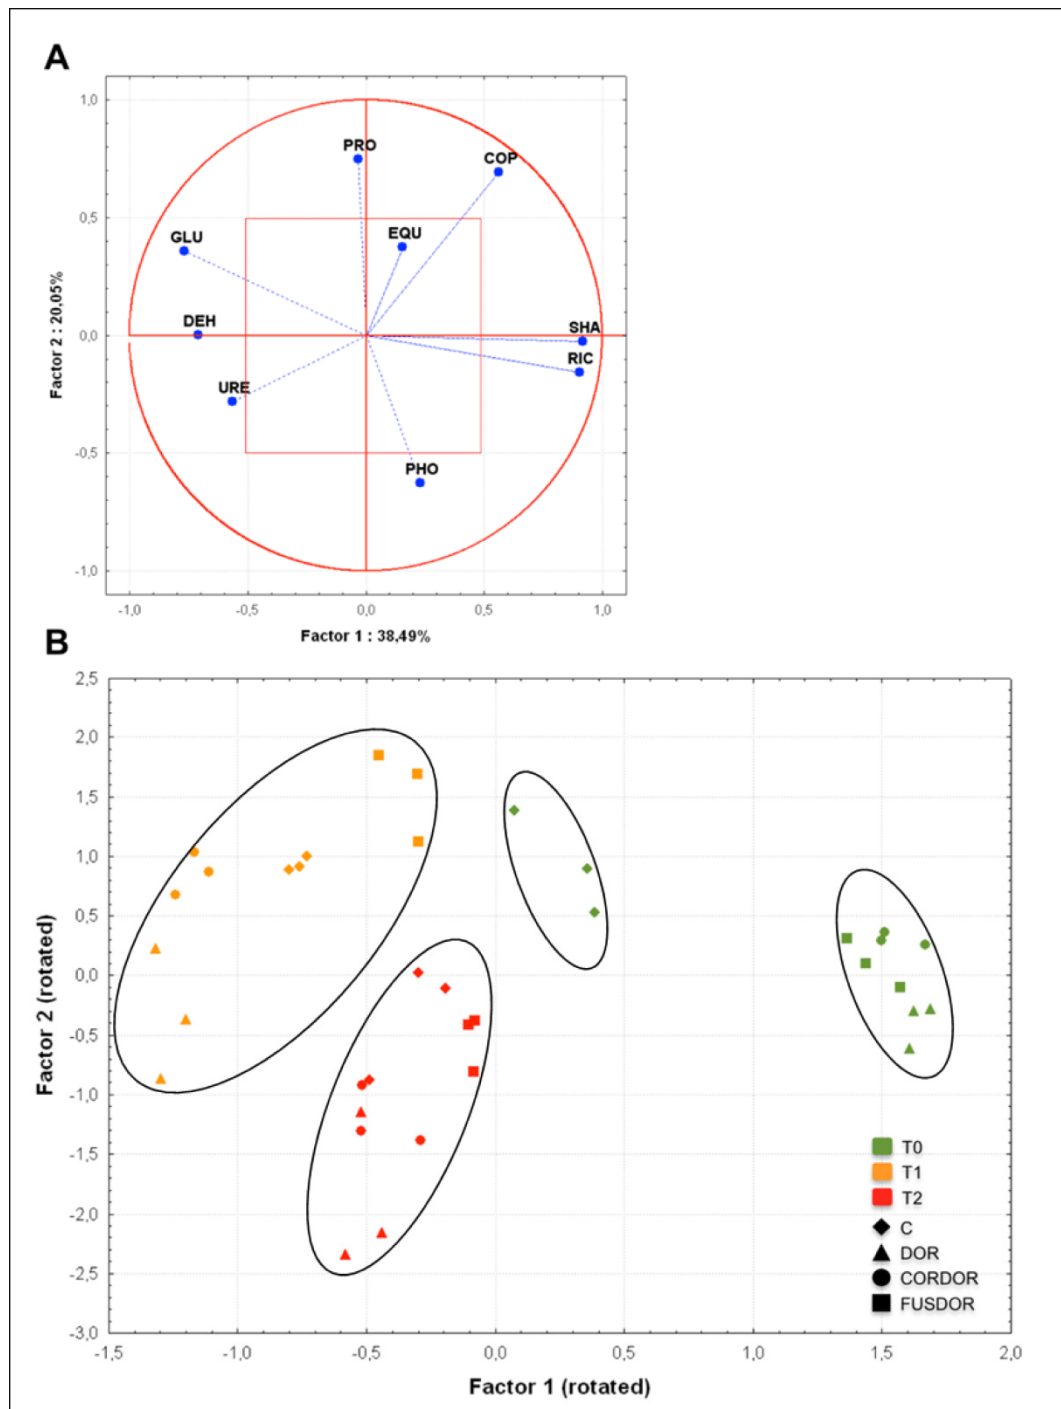 A
1,0
0,5
0,0
-0,5
-1,0
Factor 2 : 20,05%
PRO
COP
EQU
GLU
DEH
SHA
RIC
URE
PHO
-1,0 -0,5 0,0 0,5 1,0
Factor 1 : 38,49%
B
2,5
2,0
1,5
1,0
0,5
0,0
-0,5
-1,0
-1,5
-2,0
-2,5
-3,0
Factor 2 (rotated)
T0
T1
T2
C
DOR
CORDOR
FUSDOR
-1,5 -1,0 -0,5 0,0 0,5 1,0 1,5 2,0
Factor 1 (rotated)